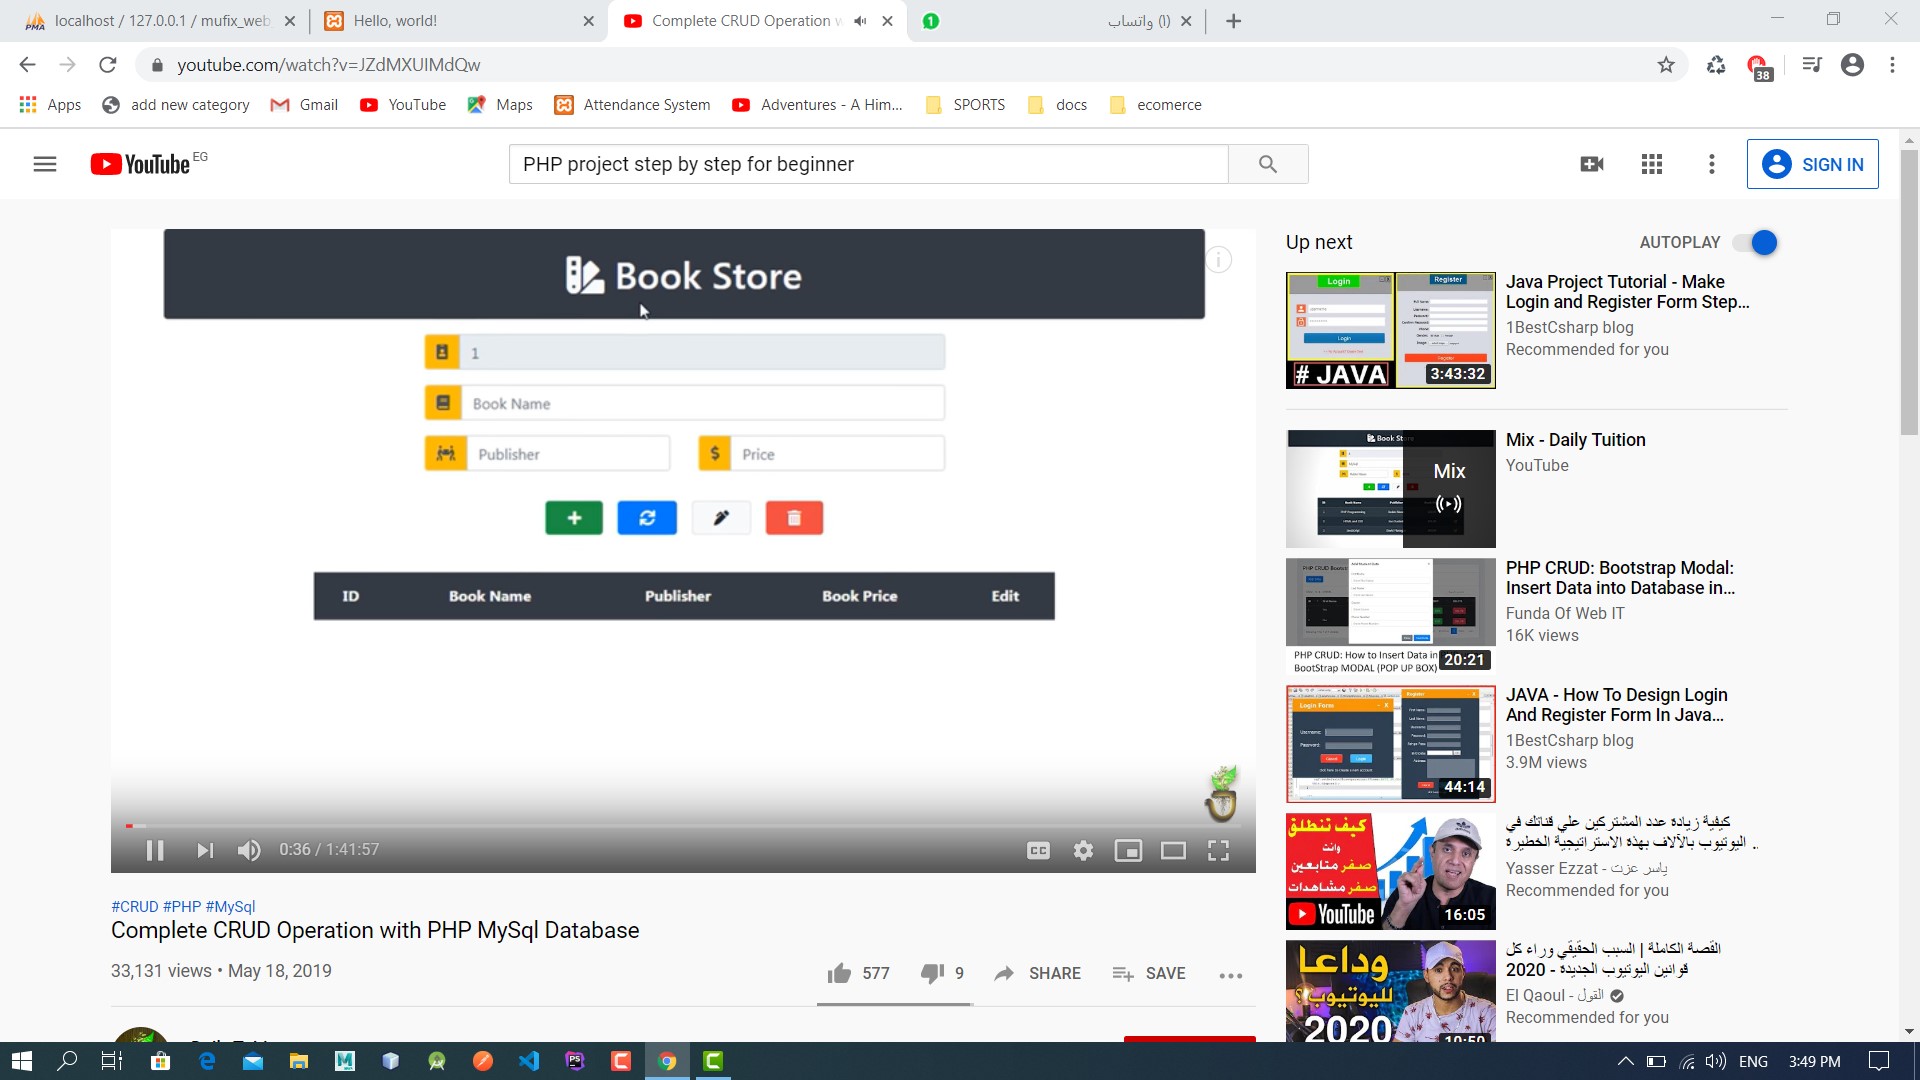 localhost / 127.0.0.1 / mufix_web
Hello, world!
Complete CRUD Operation w
(1) واتساب
youtube.com/watch?v=JZdMXUIMdQw
38
Apps
add new category
Gmail
YouTube
Maps
Attendance System
Adventures - A Him...
SPORTS
docs
ecomerce
YouTube EG
PHP project step by step for beginner
SIGN IN
Book Store
1
Book Name
Publisher
Price
ID Book Name Publisher Book Price Edit
0:36 / 1:41:57
CC
#CRUD #PHP #MySql
Complete CRUD Operation with PHP MySql Database
33,131 views • May 18, 2019
577
9
SHARE
SAVE
Up next
AUTOPLAY
Login
Register
Login
# JAVA
3:43:32
Java Project Tutorial - Make
Login and Register Form Step...
1BestCsharp blog
Recommended for you
Book Store
Mix
Mix - Daily Tuition
YouTube
PHP CRUD: How to Insert Data in
BootStrap MODAL (POP UP BOX)
20:21
PHP CRUD: Bootstrap Modal:
Insert Data into Database in...
Funda Of Web IT
16K views
Login Form
44:14
JAVA - How To Design Login
And Register Form In Java...
1BestCsharp blog
3.9M views
كيف تنطلق
وانت
صفر متابعين
صفر مشاهدات
YouTube
16:05
كيفية زيادة عدد المشتركين علي قناتك في
اليوتيوب بالآلاف بهذة الاستراتيجية الخطيرة ..
Yasser Ezzat - ياسر عزت
Recommended for you
وداعا
لليوتيوب؟
2020
10:50
القصة الكاملة | السبب الحقيقي وراء كل
قوانين اليوتيوب الجديدة - 2020
El Qaoul - القول
Recommended for you
ENG
3:49 PM